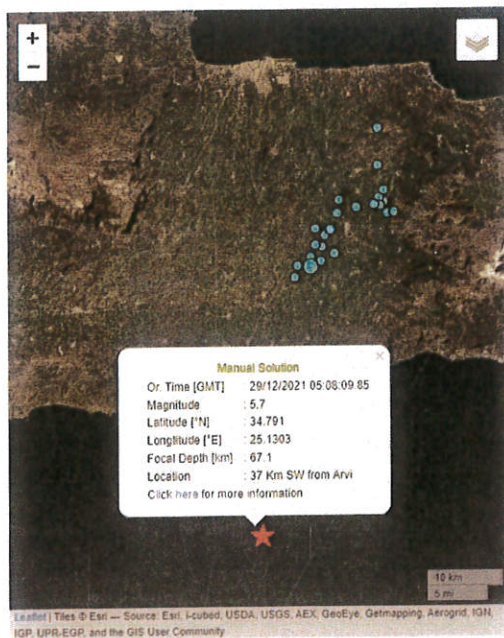 +
−
×
Manual Solution
Or. Time [GMT] : 29/12/2021 05:08:09.85
Magnitude : 5.7
Latitude [°N] : 34.791
Longtitude [°E] : 25.1303
Focal Depth [km] : 67.1
Location : 37 Km SW from Arvi
Click here for more information
10 km
5 mi
Leaflet | Tiles © Esri — Source: Esri, i-cubed, USDA, USGS, AEX, GeoEye, Getmapping, Aerogrid, IGN,
IGP, UPR-EGP, and the GIS User Community